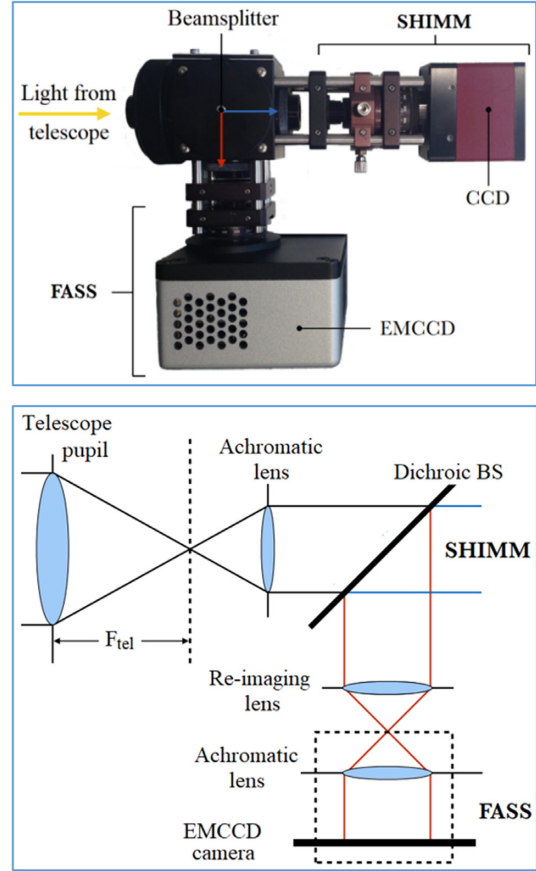 Beamsplitter
SHIMM
Light from
telescope
CCD
FASS
EMCCD
Telescope
pupil
Achromatic
lens
Dichroic BS
SHIMM
Ftel
Re-imaging
lens
Achromatic
lens
FASS
EMCCD
camera